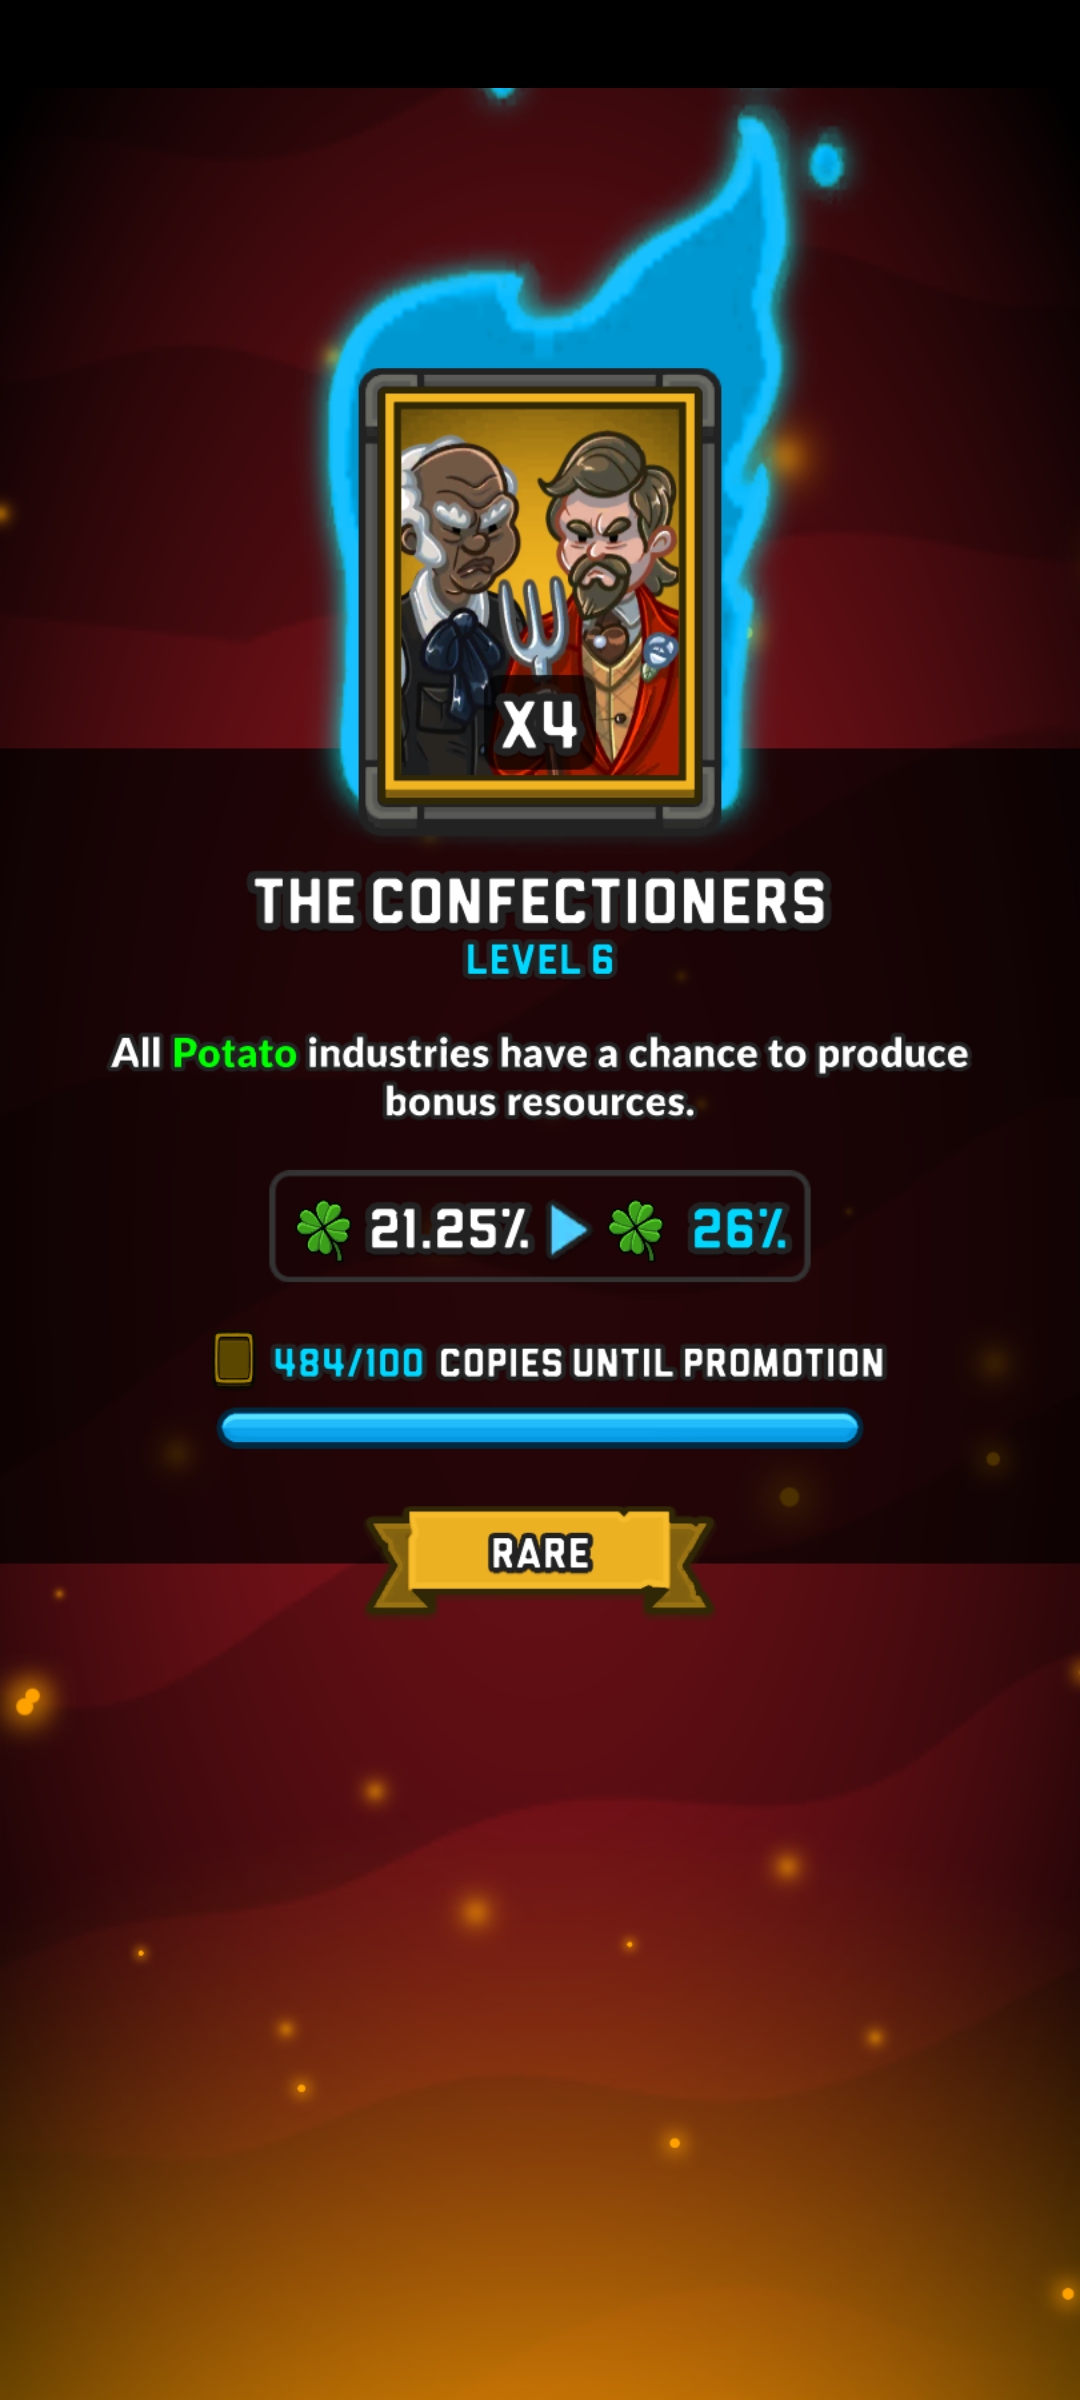 X4
THE CONFECTIONERS
LEVEL 6
All Potato industries have a chance to produce
bonus resources.
21.25% 26%
484/100 COPIES UNTIL PROMOTION
RARE